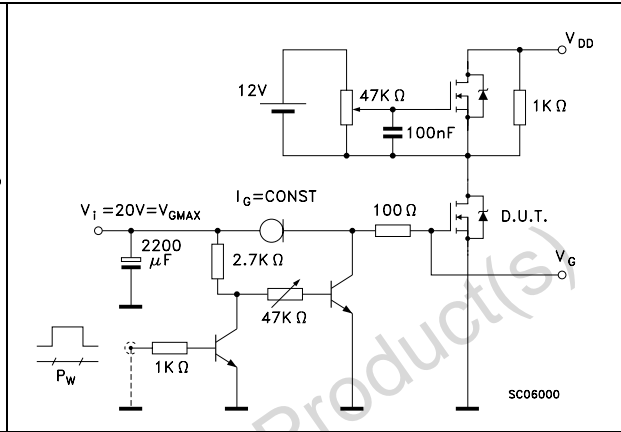 V DD
12V
47K Ω
1K Ω
100nF
I G =CONST
V i =20V=V GMAX
100 Ω
D.U.T.
2200
μF
2.7K Ω
V G
47K Ω
1K Ω
P W
SC06000
Product(s)